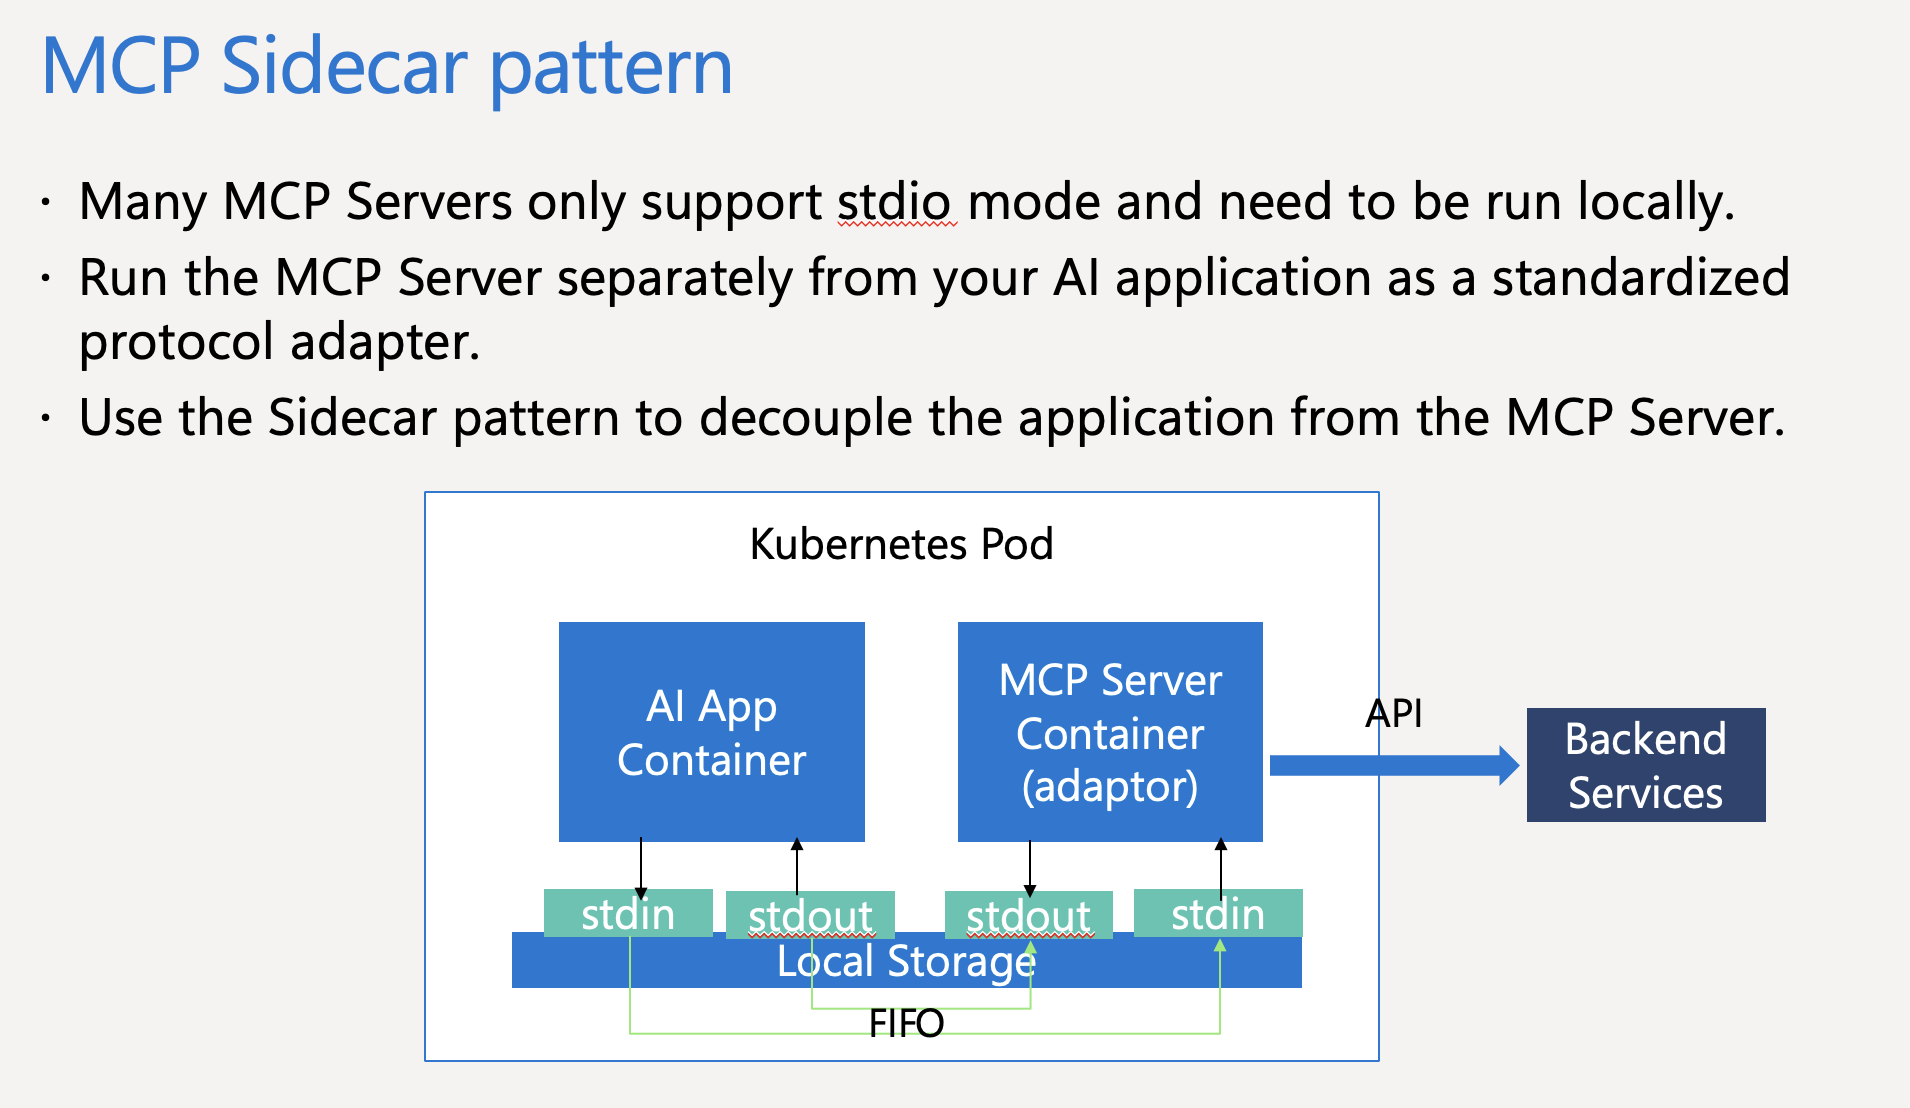 MCP Sidecar pattern
· Many MCP Servers only support stdio mode and need to be run locally.
· Run the MCP Server separately from your AI application as a standardized
protocol adapter.
· Use the Sidecar pattern to decouple the application from the MCP Server.
Kubernetes Pod
AI App
Container
MCP Server
Container
(adaptor)
API
Backend
Services
stdin
stdout
stdout
stdin
Local Storage
FIFO